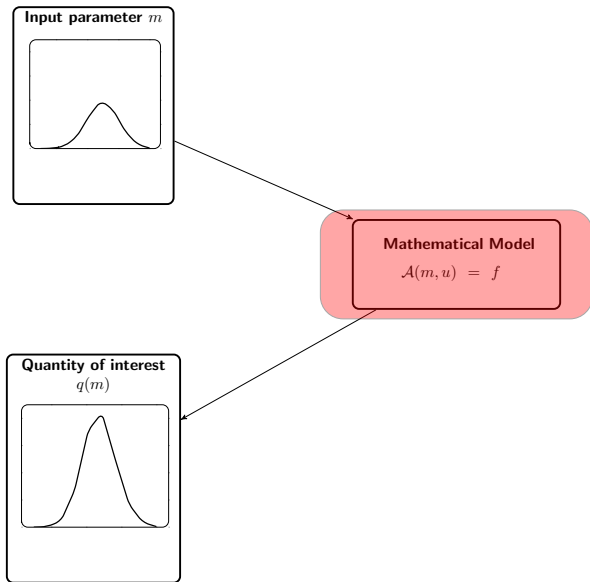 Input parameter m
Mathematical Model
𝒜(m, u) = f
Quantity of interest
q(m)